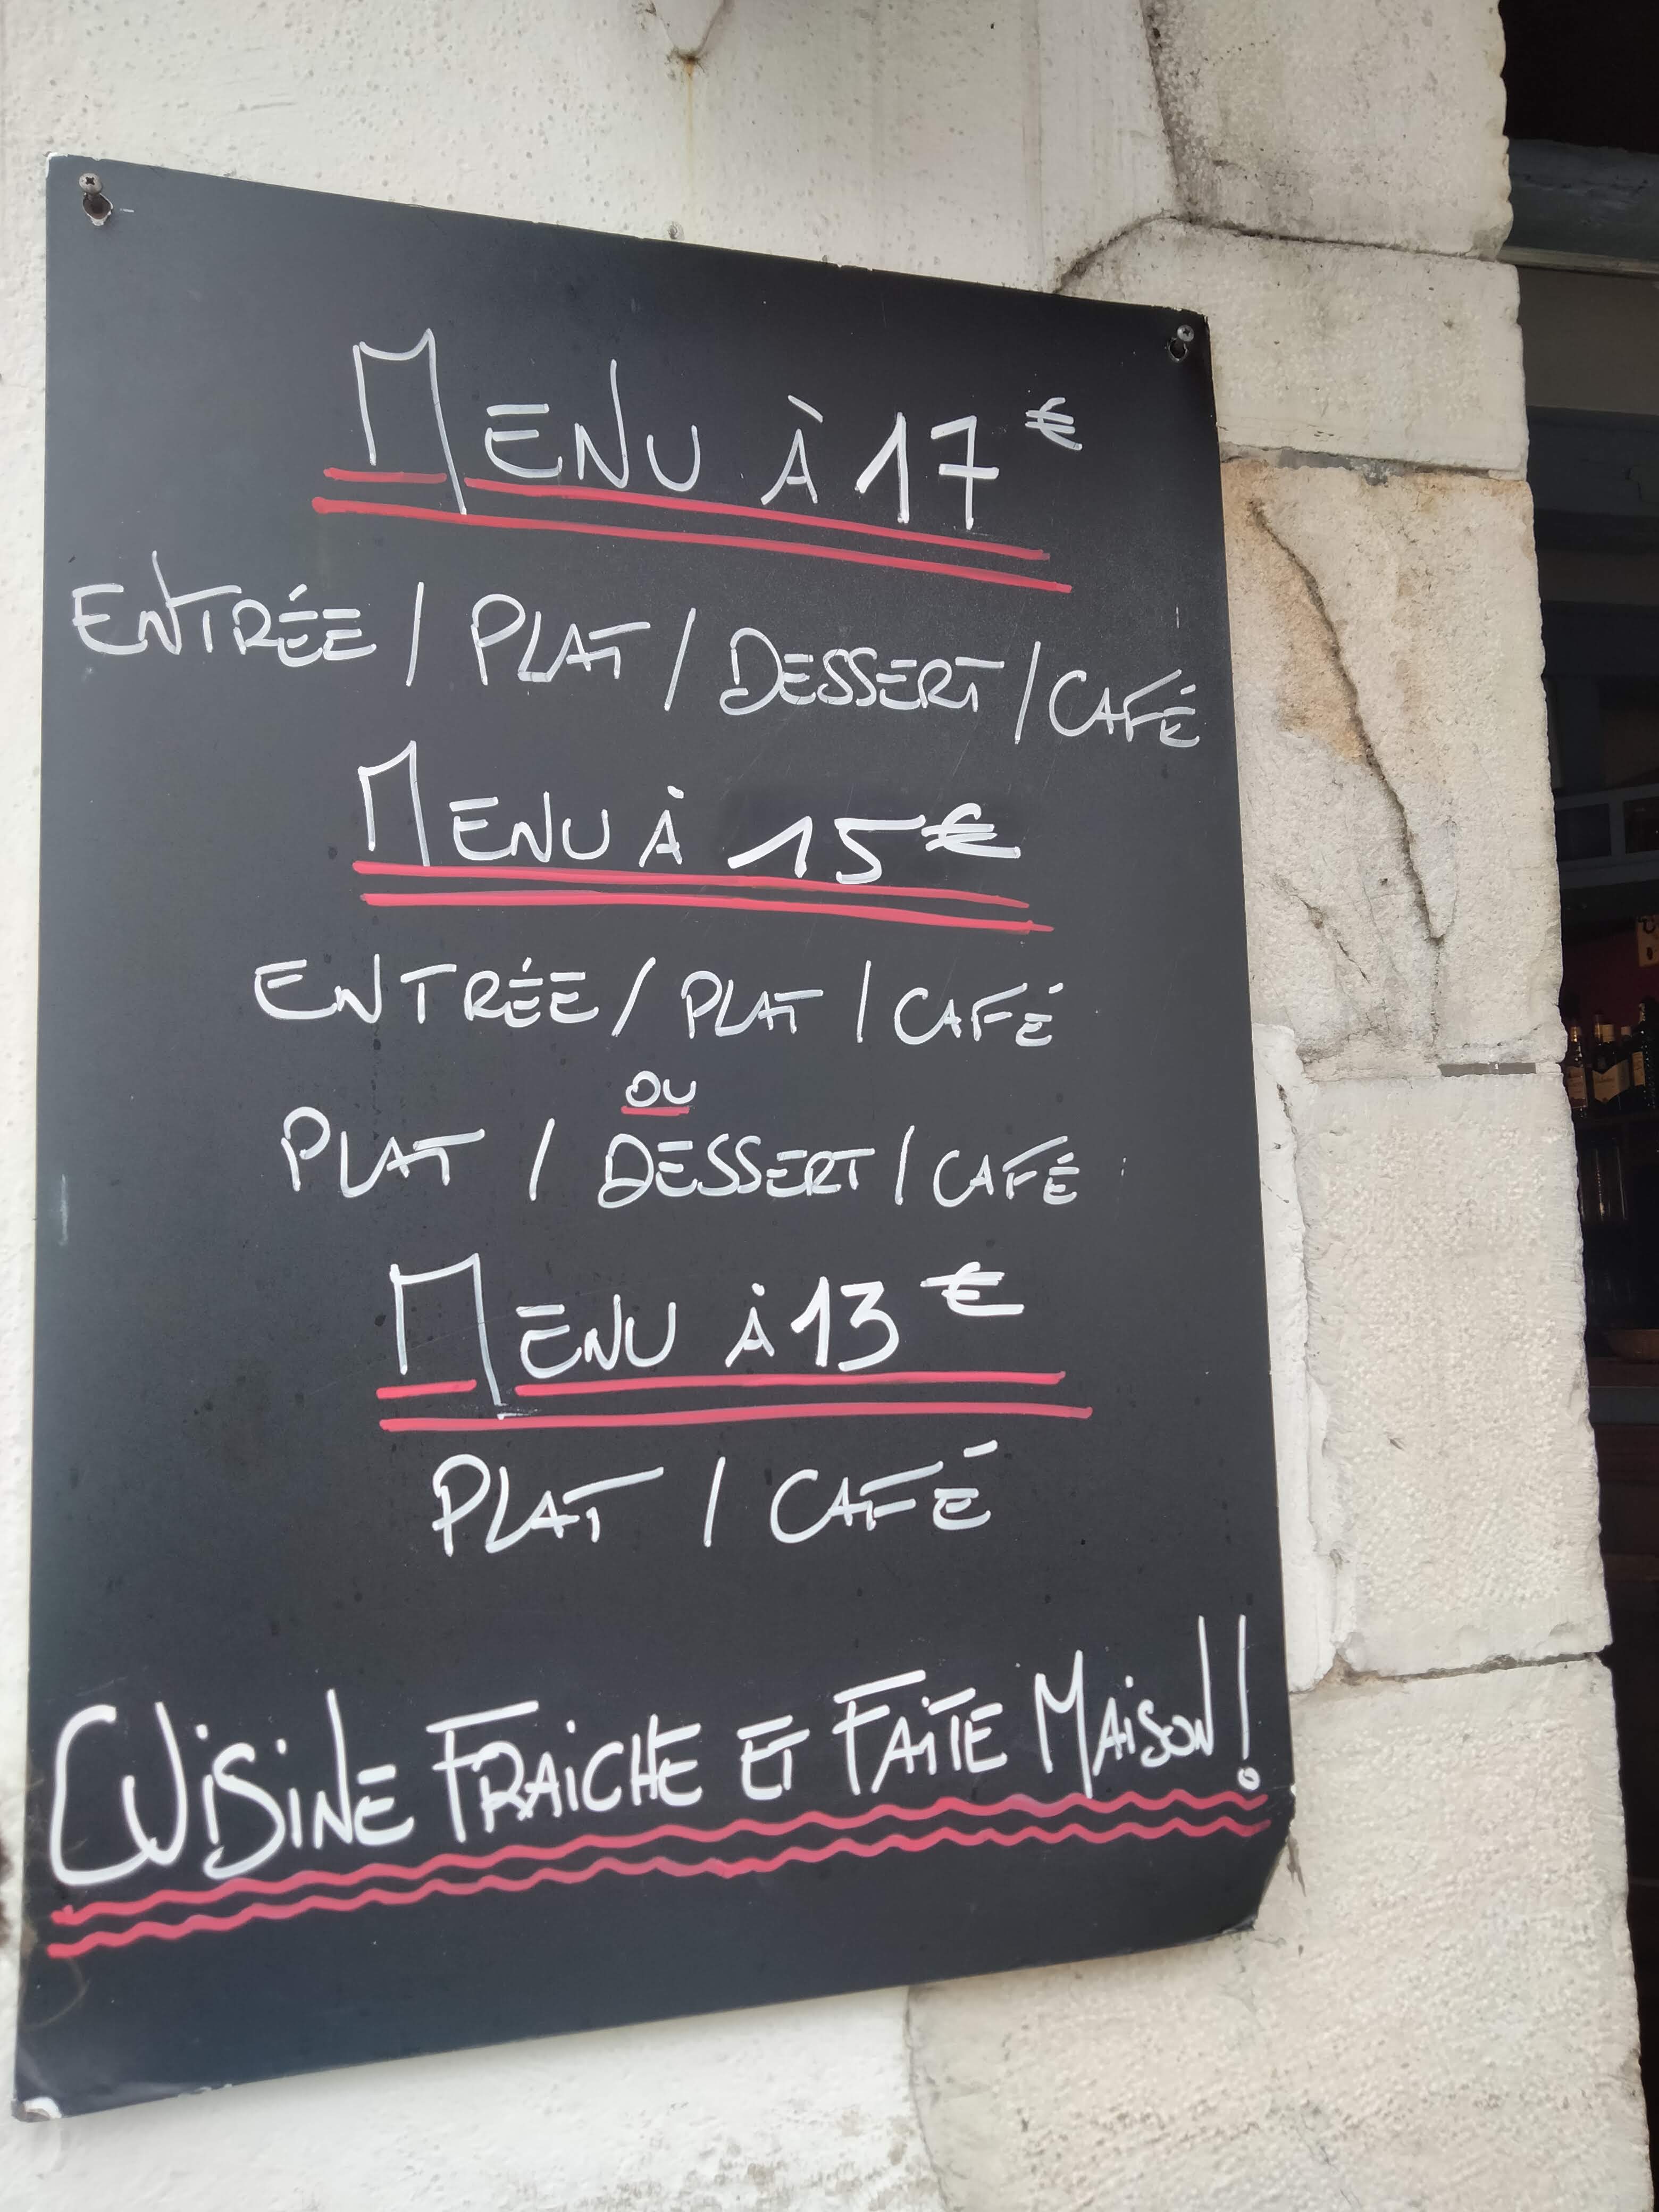 MENU À 17 €
ENTRÉE / PLAT / DESSERT / CAFÉ
MENU À 15 €
ENTRÉE / PLAT / CAFÉ
OU
PLAT / DESSERT / CAFÉ
MENU À 13 €
PLAT / CAFÉ
CUISINE FRAICHE ET FAITE MAISON !